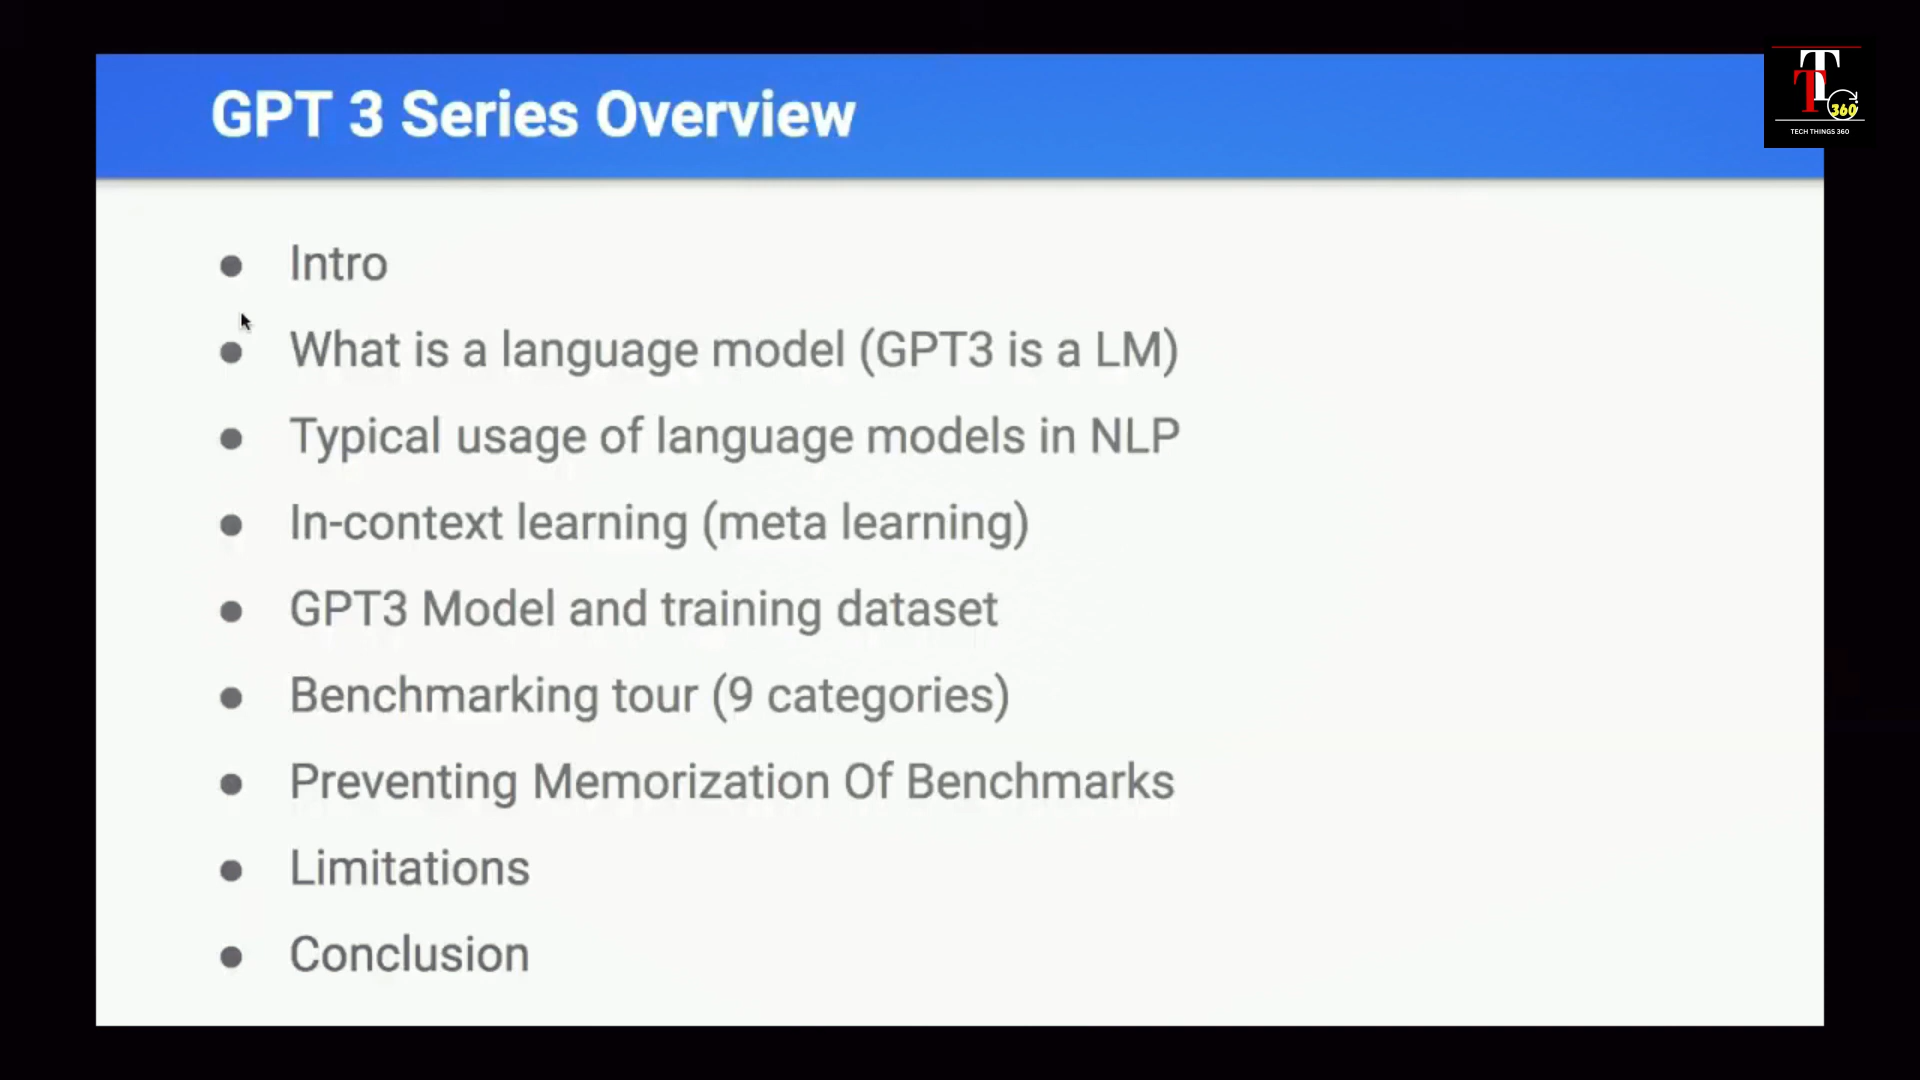 GPT 3 Series Overview
TT
360
TECH THINGS 360
Intro
What is a language model (GPT3 is a LM)
Typical usage of language models in NLP
In-context learning (meta learning)
GPT3 Model and training dataset
Benchmarking tour (9 categories)
Preventing Memorization Of Benchmarks
Limitations
Conclusion